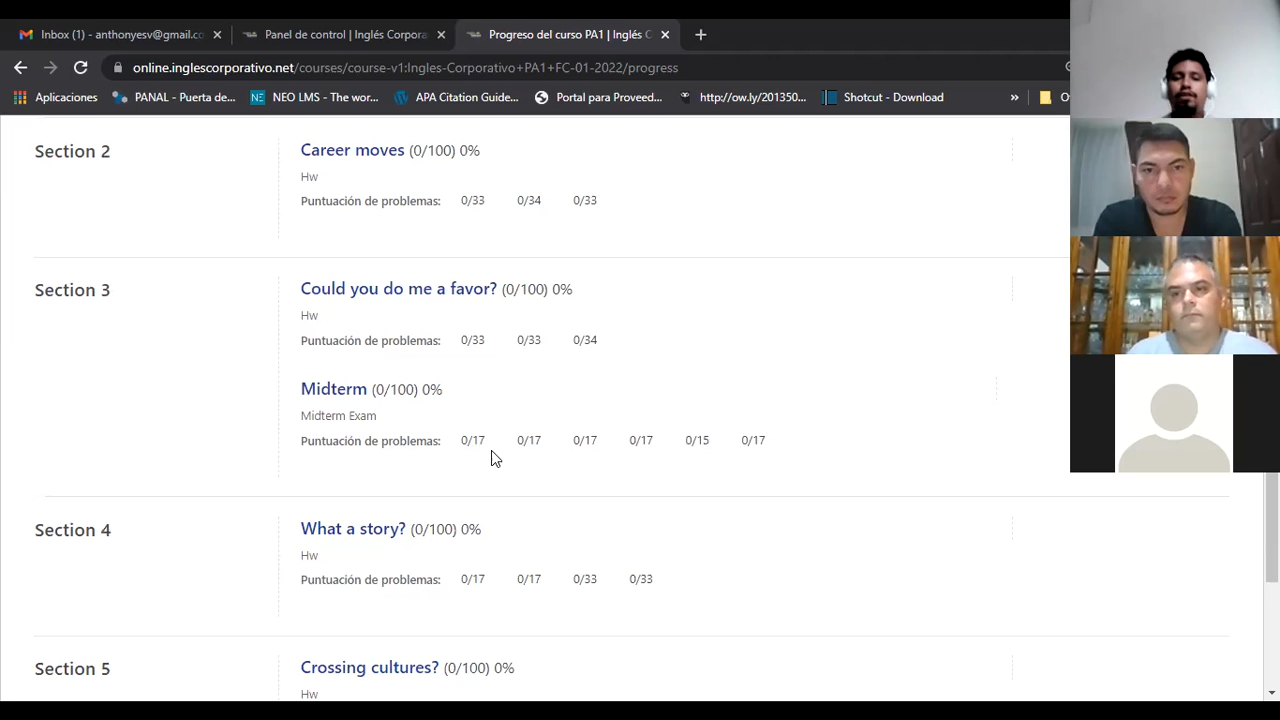 Inbox (1) - anthonyesv@gmail.co
Panel de control | Inglés Corpora
Progreso del curso PA1 | Inglés C
online.inglescorporativo.net/courses/course-v1:Ingles-Corporativo+PA1+FC-01-2022/progress
Aplicaciones
PANAL - Puerta de...
NEO LMS - The wor...
APA Citation Guide...
Portal para Proveed...
http://ow.ly/201350...
Shotcut - Download
»
Section 2
Career moves (0/100) 0%
Hw
Puntuación de problemas: 0/33 0/34 0/33
Section 3
Could you do me a favor? (0/100) 0%
Hw
Puntuación de problemas: 0/33 0/33 0/34
Midterm (0/100) 0%
Midterm Exam
Puntuación de problemas: 0/17 0/17 0/17 0/17 0/15 0/17
Section 4
What a story? (0/100) 0%
Hw
Puntuación de problemas: 0/17 0/17 0/33 0/33
Section 5
Crossing cultures? (0/100) 0%
Hw